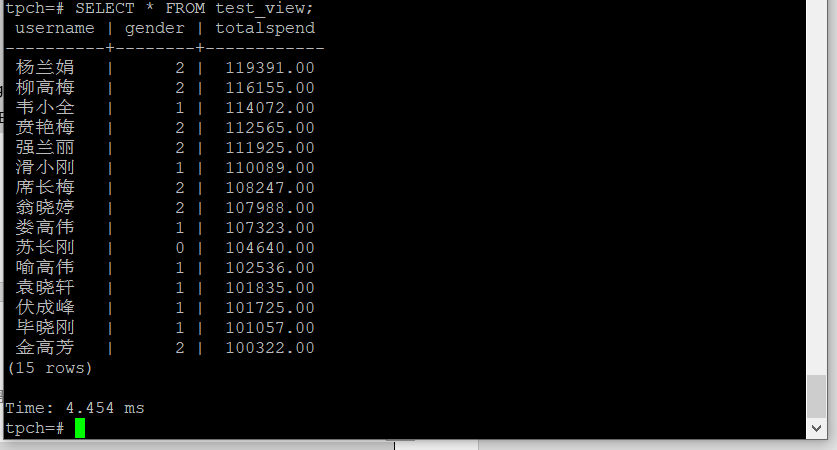 tpch=# SELECT * FROM test_view;
 username | gender | totalspend
----------+--------+------------
 杨兰娟   |      2 |  119391.00
 柳高梅   |      2 |  116155.00
 韦小全   |      1 |  114072.00
 贲艳梅   |      2 |  112565.00
 强兰丽   |      2 |  111925.00
 滑小刚   |      1 |  110089.00
 席长梅   |      2 |  108247.00
 翁晓婷   |      2 |  107988.00
 娄高伟   |      1 |  107323.00
 苏长刚   |      0 |  104640.00
 喻高伟   |      1 |  102536.00
 袁晓轩   |      1 |  101835.00
 伏成峰   |      1 |  101725.00
 毕晓刚   |      1 |  101057.00
 金高芳   |      2 |  100322.00
(15 rows)
Time: 4.454 ms
tpch=#